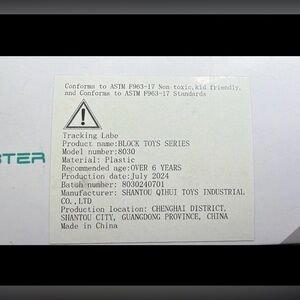 Conforms to ASTM F963-17 Non toxic,kid friendly,
and Conforms to ASTM F963-17 Standards
STER
Tracking Labe
Product name:BLOCK TOYS SERIES
Model number:8030
Material: Plastic
Recommended age:OVER 6 YEARS
Production date:July 2024
Batuh number: 8030240701
Manufacturer: SHANTOU QIHUI TOYS INDUSTRIAL
CO.,LTD
Production location: CHENGHAI DISTRICT,
SHANTOU CITY, GUANGDONG PROVINCE, CHINA
Made in China